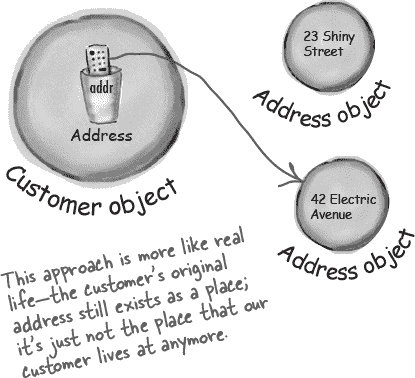 addr
Address
Customer object
23 Shiny
Street
Address object
42 Electric
Avenue
Address object
This approach is more like real
life—the customer's original
address still exists as a place;
it's just not the place that our
customer lives at anymore.